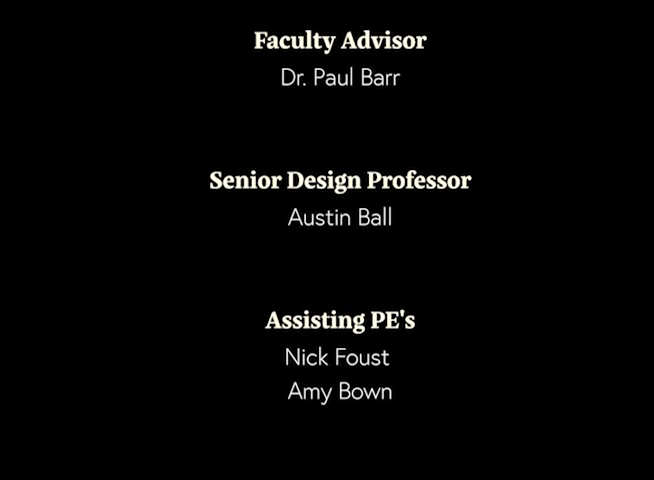 Faculty Advisor
Dr. Paul Barr
Senior Design Professor
Austin Ball
Assisting PE's
Nick Foust
Amy Bown